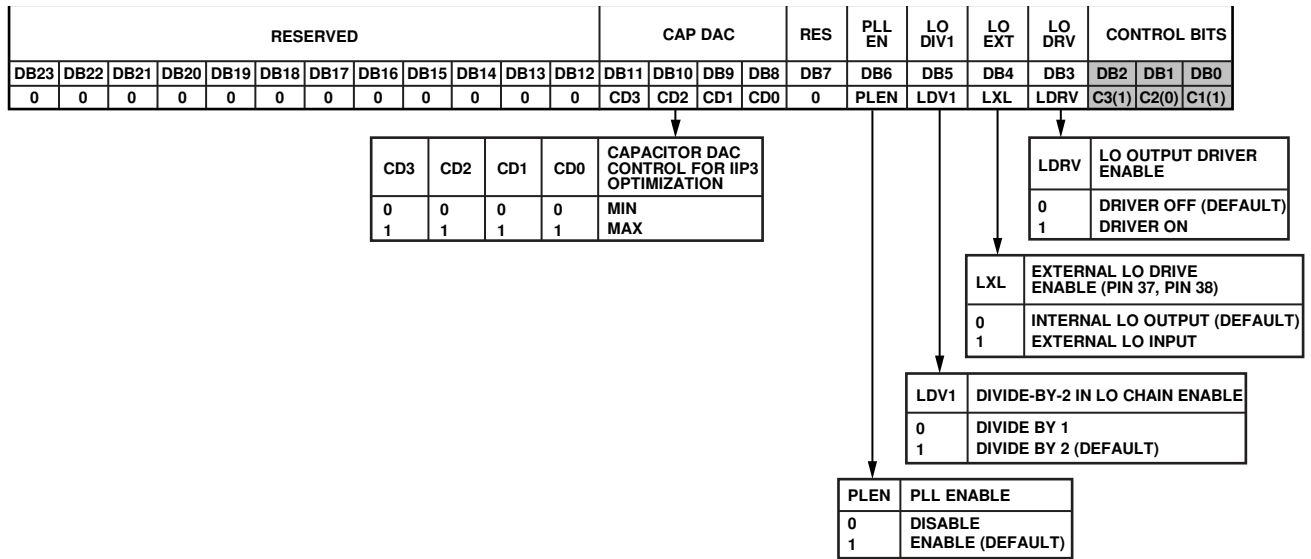 RESERVED CAP DAC RES PLL EN LO DIV1 LO EXT LO DRV CONTROL BITS
DB23 DB22 DB21 DB20 DB19 DB18 DB17 DB16 DB15 DB14 DB13 DB12 DB11 DB10 DB9 DB8 DB7 DB6 DB5 DB4 DB3 DB2 DB1 DB0
0 0 0 0 0 0 0 0 0 0 0 0 CD3 CD2 CD1 CD0 0 PLEN LDV1 LXL LDRV C3(1) C2(0) C1(1)
CD3 CD2 CD1 CD0 CAPACITOR DAC
CONTROL FOR IIP3
OPTIMIZATION
0 0 0 0 MIN
1 1 1 1 MAX
LDRV LO OUTPUT DRIVER
ENABLE
0 DRIVER OFF (DEFAULT)
1 DRIVER ON
LXL EXTERNAL LO DRIVE
ENABLE (PIN 37, PIN 38)
0 INTERNAL LO OUTPUT (DEFAULT)
1 EXTERNAL LO INPUT
LDV1 DIVIDE-BY-2 IN LO CHAIN ENABLE
0 DIVIDE BY 1
1 DIVIDE BY 2 (DEFAULT)
PLEN PLL ENABLE
0 DISABLE
1 ENABLE (DEFAULT)